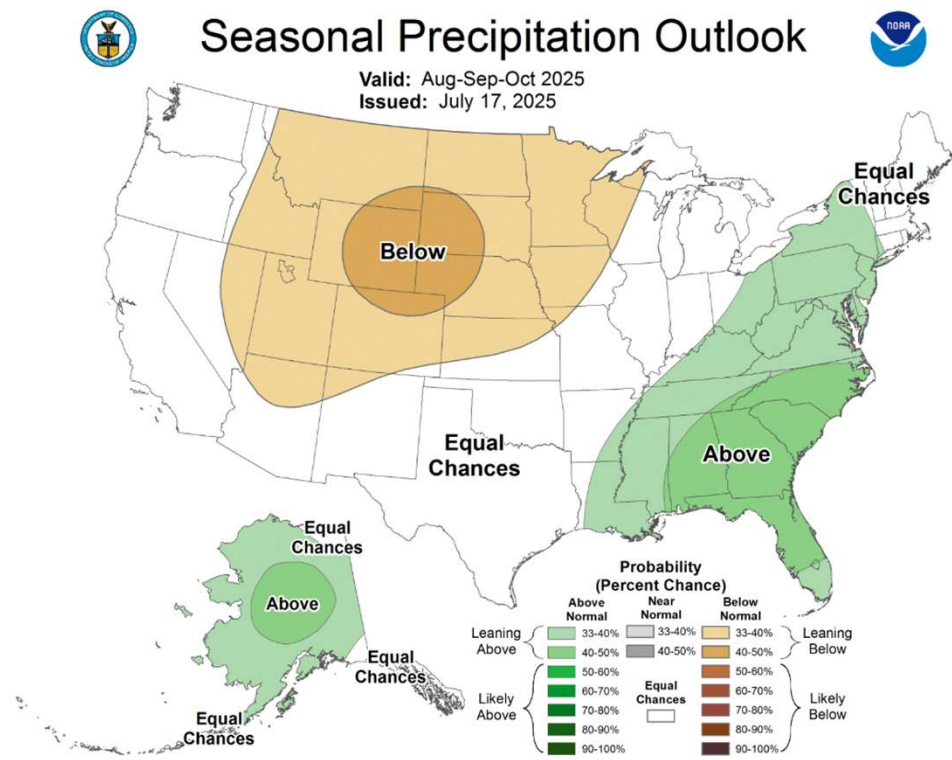 Seasonal Precipitation Outlook
NOAA
Valid: Aug-Sep-Oct 2025
Issued: July 17, 2025
Equal
Chances
Below
Equal
Chances
Above
Equal
Chances
Above
Equal
Chances
Equal
Chances
Probability
(Percent Chance)
Above
Normal
Near
Normal
Below
Normal
Leaning
Above
33-40%
33-40%
33-40%
Leaning
Below
40-50%
40-50%
40-50%
Likely
Above
50-60%
60-70%
70-80%
80-90%
90-100%
Equal
Chances
50-60%
60-70%
70-80%
80-90%
90-100%
Likely
Below